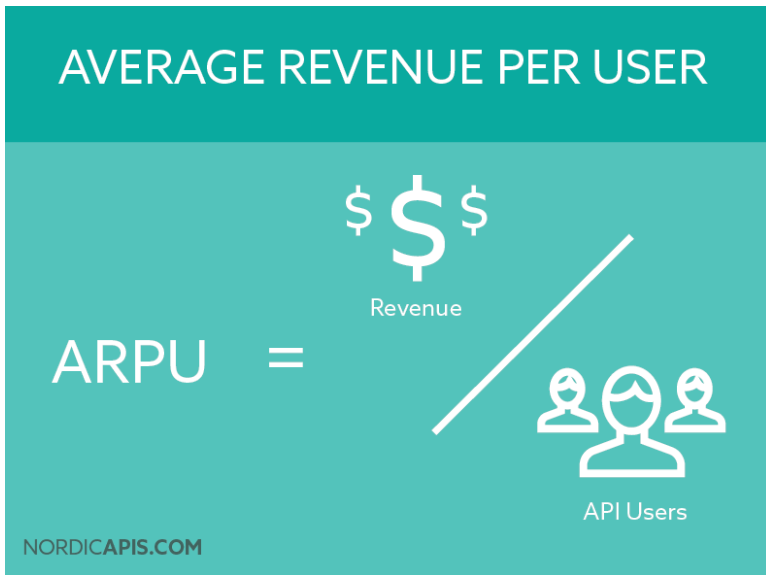 AVERAGE REVENUE PER USER
$ $ $
Revenue
ARPU =
API Users
NORDICAPIS.COM